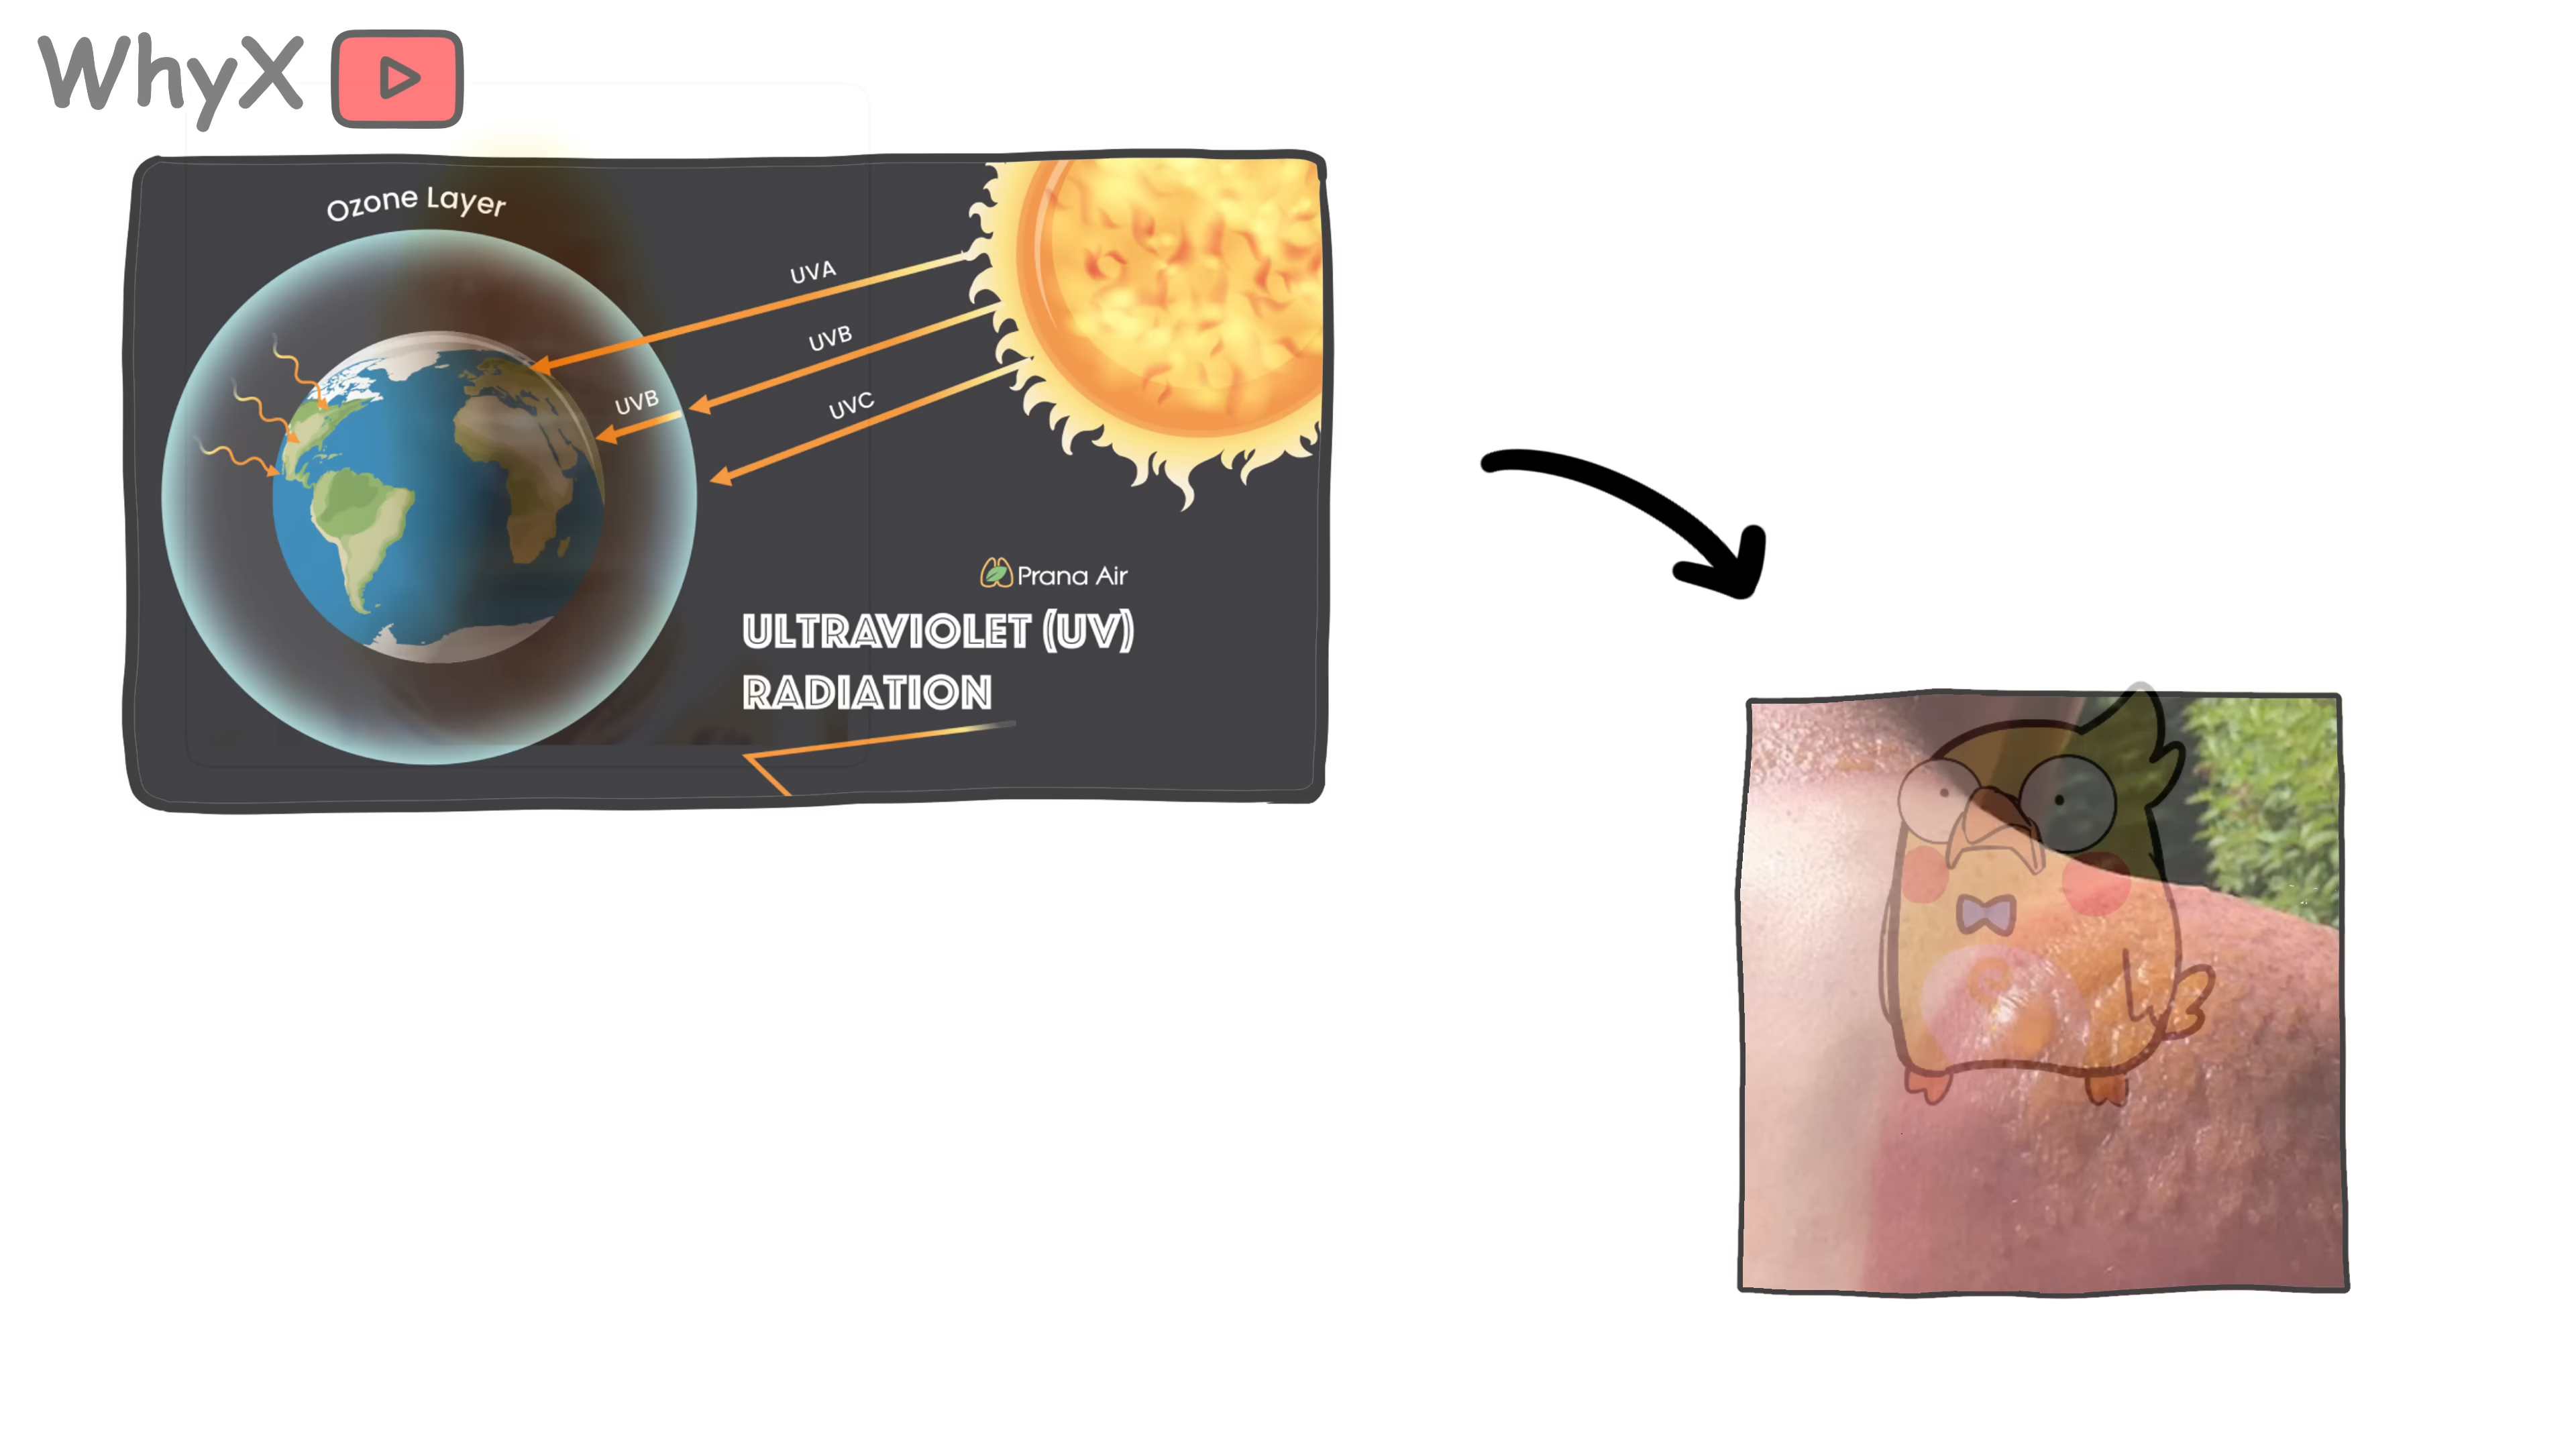 WhyX
Ozone Layer
UVA
UVB
UVB
UVC
Prana Air
ULTRAVIOLET (UV)
RADIATION